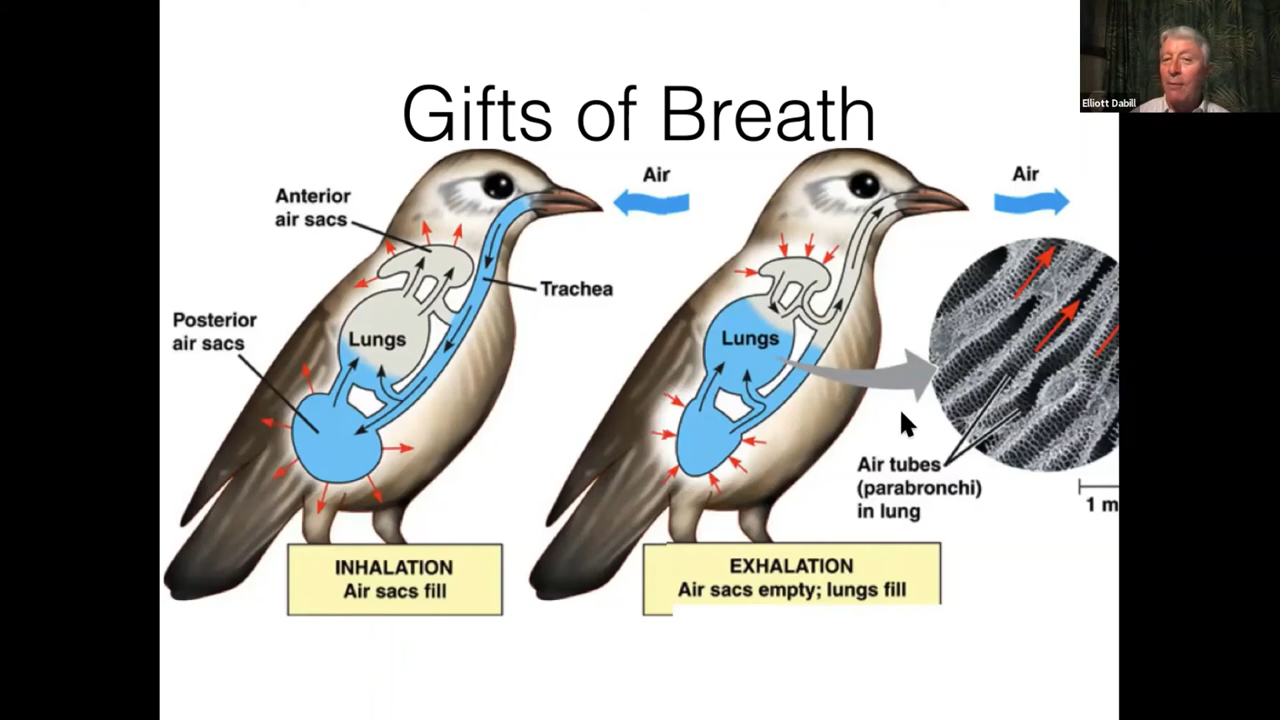 Gifts of Breath
Elliott Dabill
Anterior
air sacs
Air
Air
Trachea
Posterior
air sacs
Lungs
Lungs
Air tubes
(parabronchi)
in lung
1 m
INHALATION
Air sacs fill
EXHALATION
Air sacs empty; lungs fill